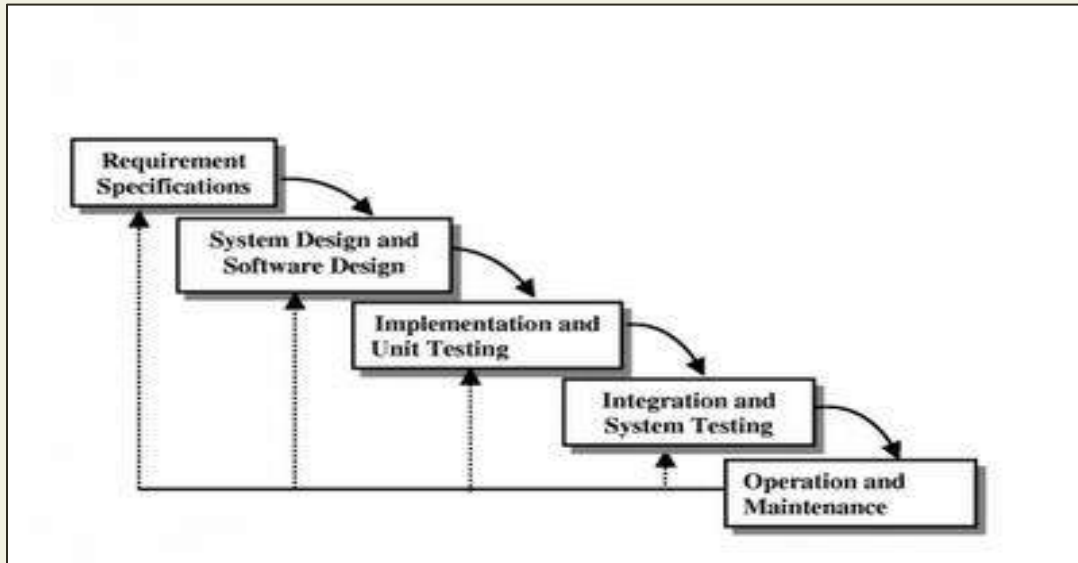 Requirement
Specifications
System Design and
Software Design
Implementation and
Unit Testing
Integration and
System Testing
Operation and
Maintenance